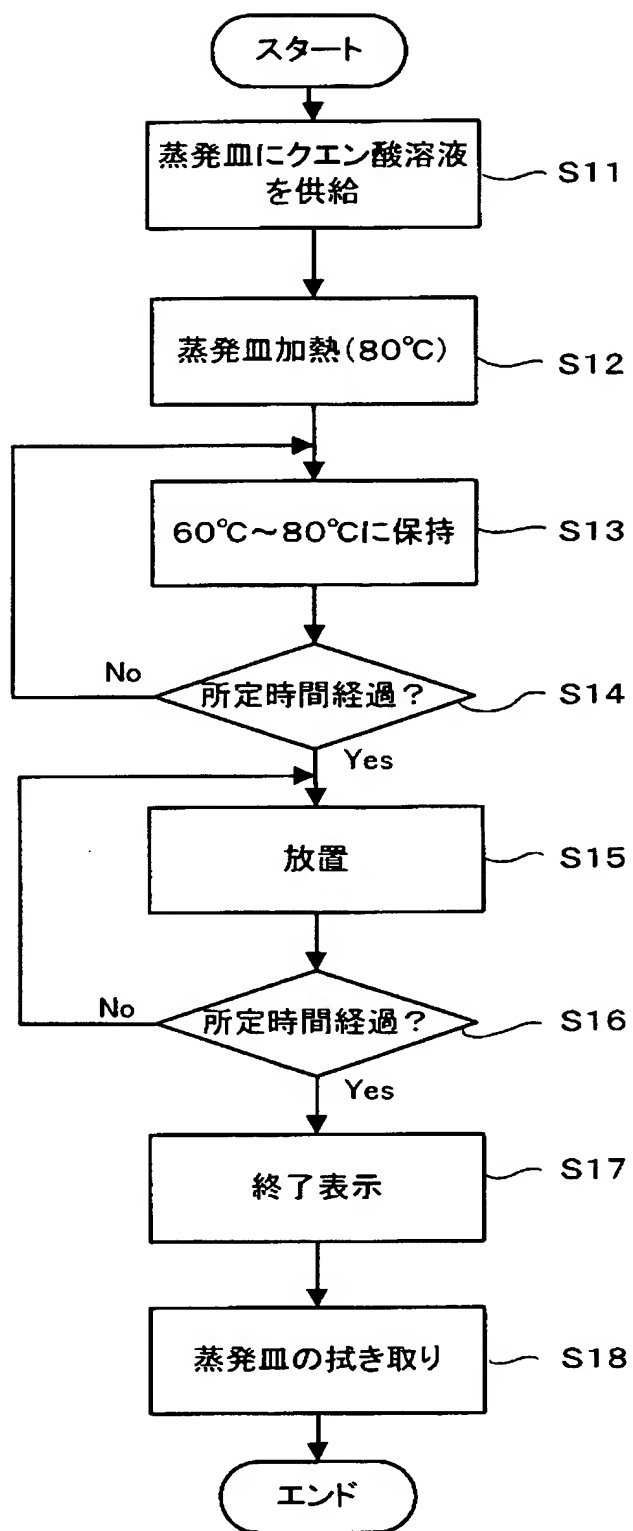 スタート
蒸発皿にクエン酸溶液
を供給
S11
蒸発皿加熱(80℃)
S12
60℃～80℃に保持
S13
所定時間経過？
S14
No
Yes
放置
S15
所定時間経過？
S16
No
Yes
終了表示
S17
蒸発皿の拭き取り
S18
エンド